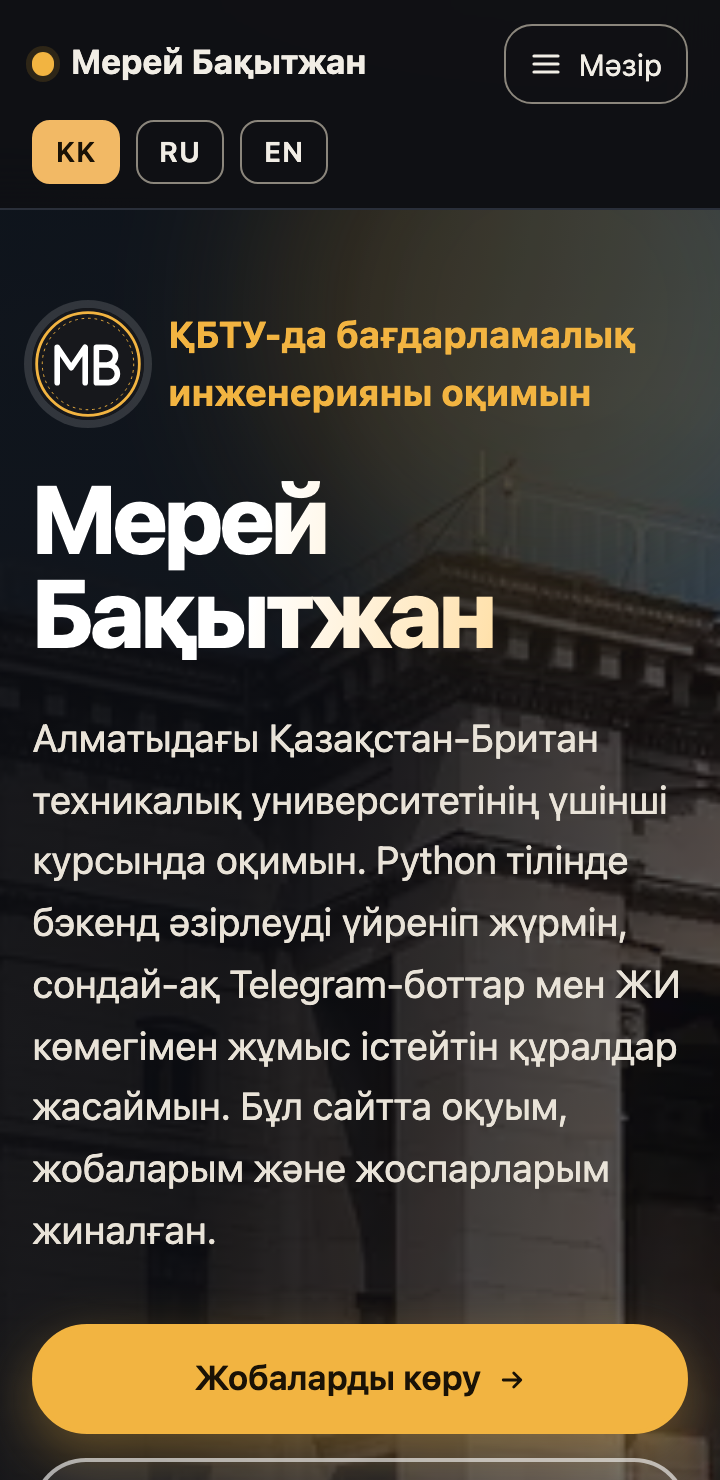 Мерей Бақытжан
Мәзір
KK RU EN
MB
ҚБТУ-да бағдарламалық
инженерияны оқимын
Мерей
Бақытжан
Алматыдағы Қазақстан-Британ
техникалық университетінің үшінші
курсында оқимын. Python тілінде
бэкенд әзірлеуді үйреніп жүрмін,
сондай-ақ Telegram-боттар мен ЖИ
көмегімен жұмыс істейтін құралдар
жасаймын. Бұл сайтта оқуым,
жобаларым және жоспарларым
жиналған.
Жобаларды көру →